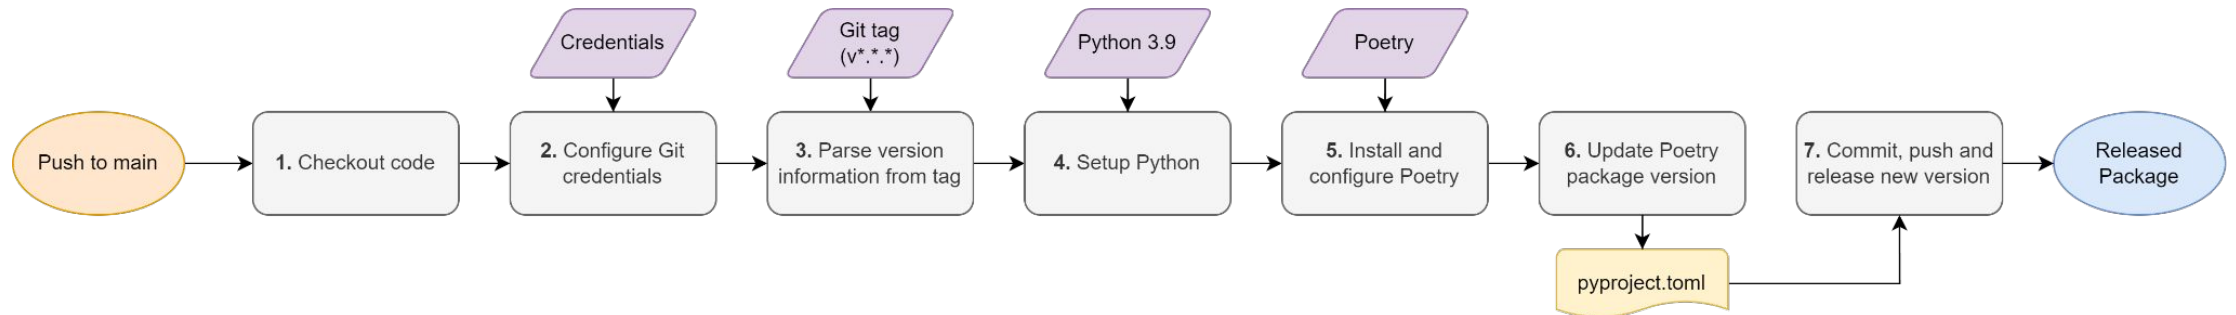 Credentials
Git tag
(v*.*.*)
Python 3.9
Poetry
Push to main
1. Checkout code
2. Configure Git
credentials
3. Parse version
information from tag
4. Setup Python
5. Install and
configure Poetry
6. Update Poetry
package version
7. Commit, push and
release new version
Released
Package
pyproject.toml